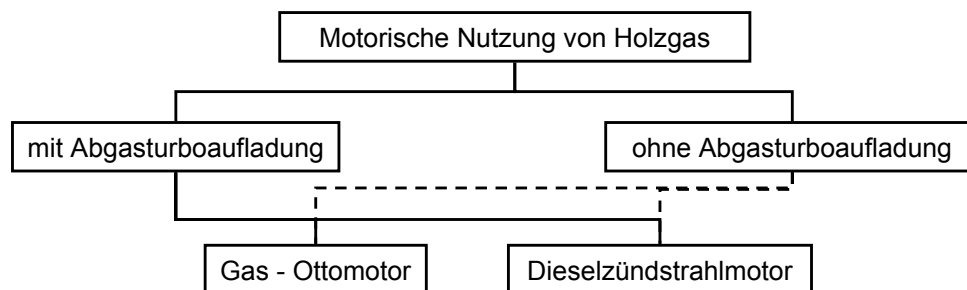 Motorische Nutzung von Holzgas
mit Abgasturboaufladung
ohne Abgasturboaufladung
Gas - Ottomotor
Dieselzündstrahlmotor